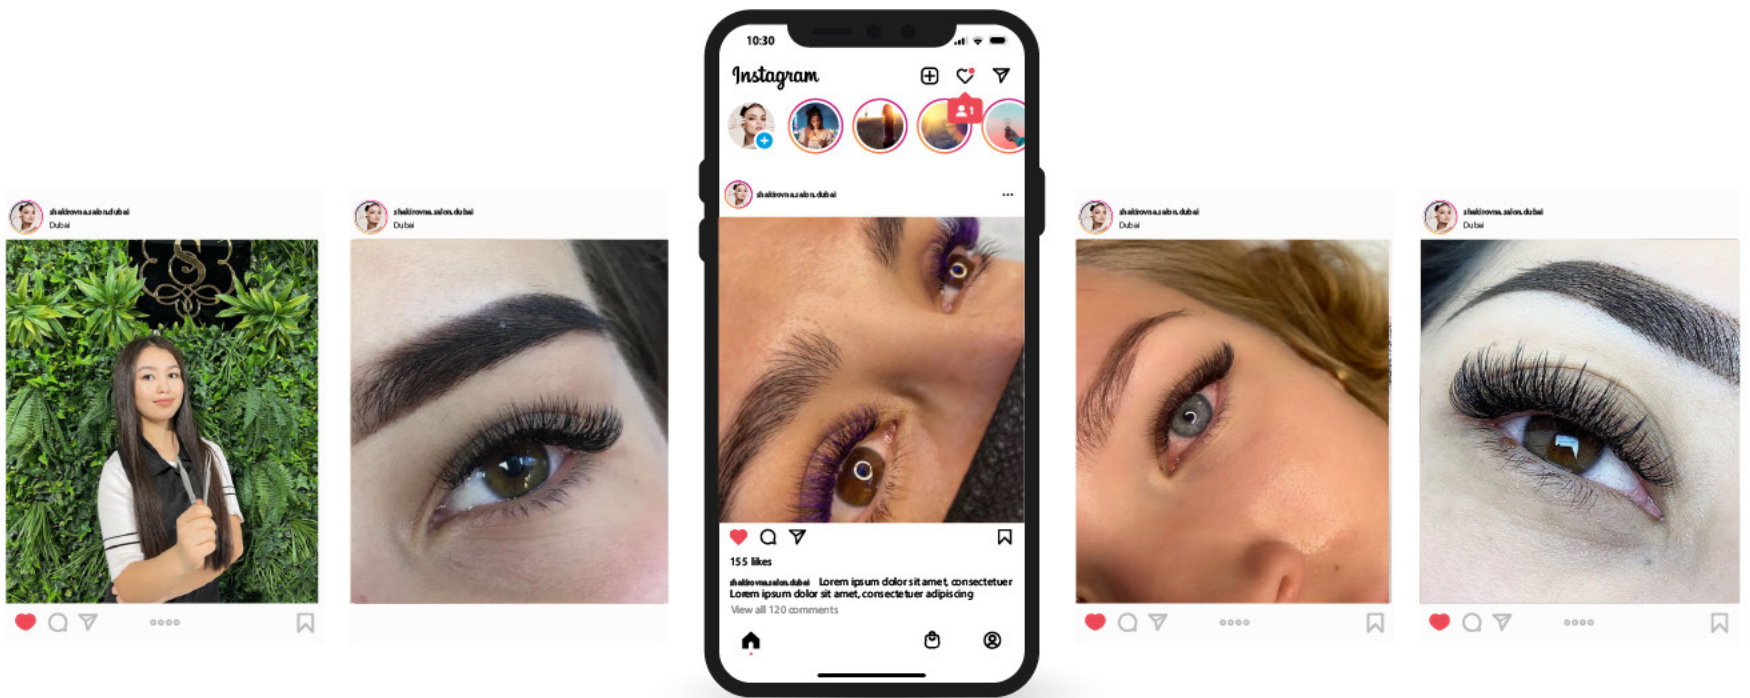 shakirovna.salon.dubai
Dubai
S
shakirovna.salon.dubai
Dubai
10:30
Instagram
1
shakirovna.salon.dubai
155 likes
shakirovna.salon.dubai Lorem ipsum dolor sit amet, consectetuer
Lorem ipsum dolor sit amet, consectetuer adipiscing
View all 120 comments
shakirovna.salon.dubai
Dubai
shakirovna.salon.dubai
Dubai